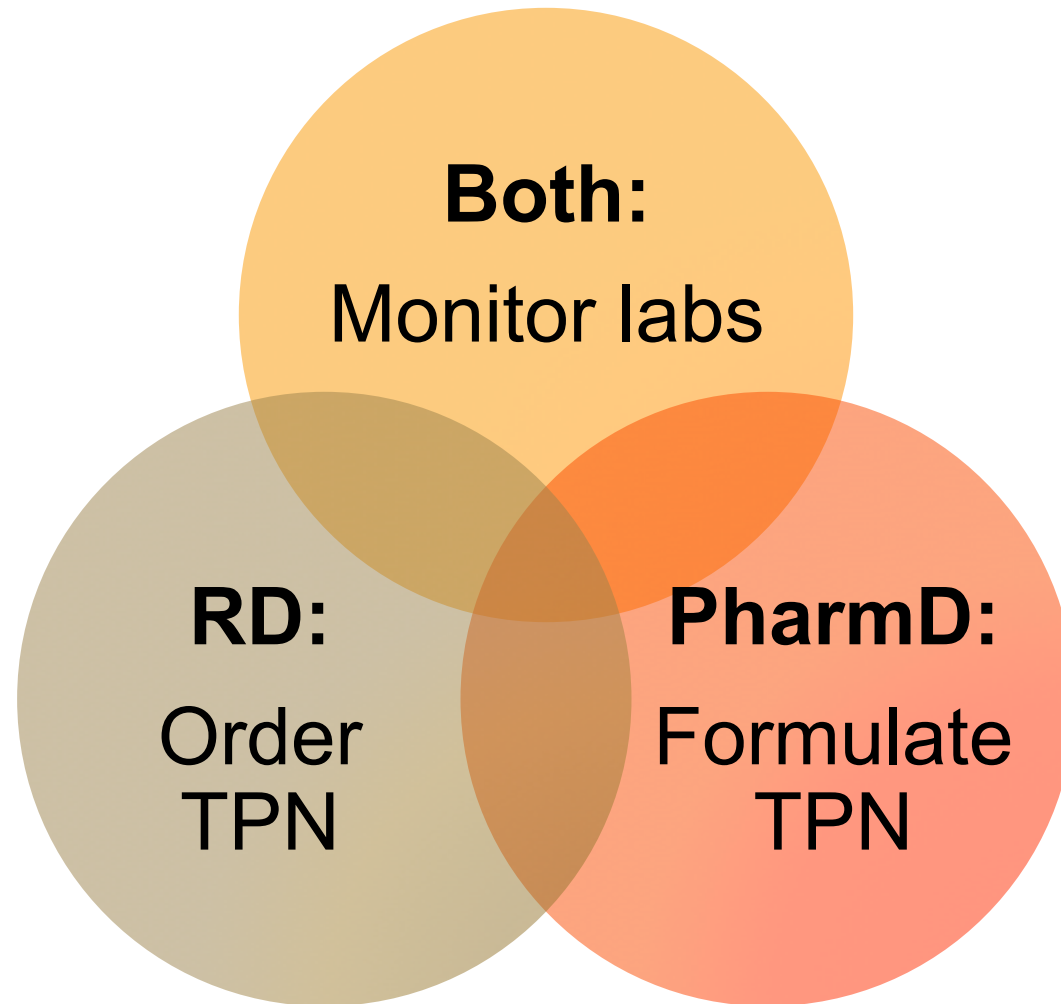 Both:
Monitor labs
RD:
Order
TPN
PharmD:
Formulate
TPN